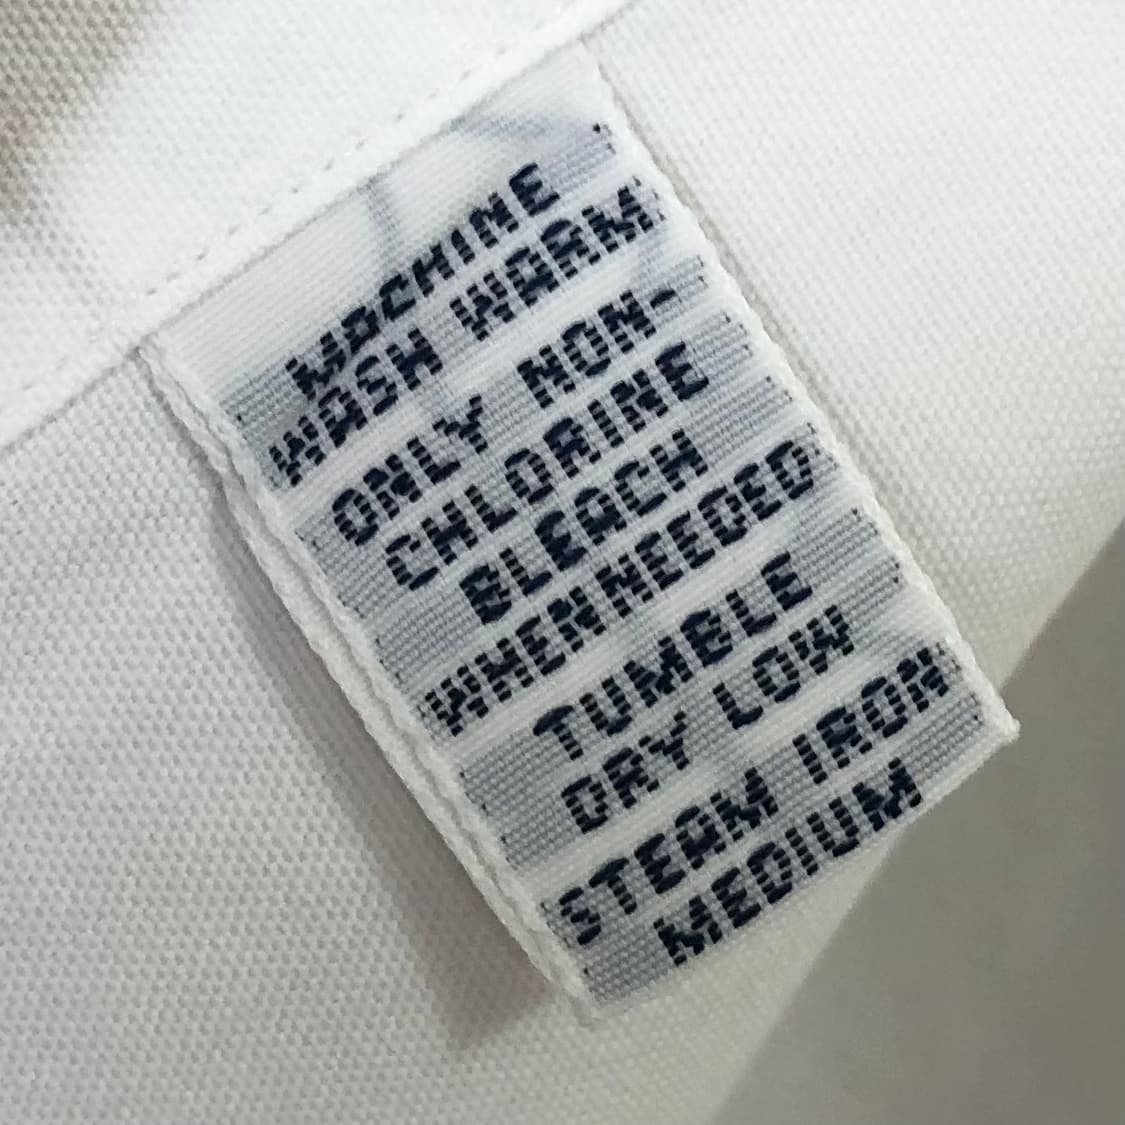 MACHINE
WASH WARM
ONLY NON-
CHLORINE
BLEACH
WHEN NEEDED
TUMBLE
DRY LOW
STEAM IRON
MEDIUM